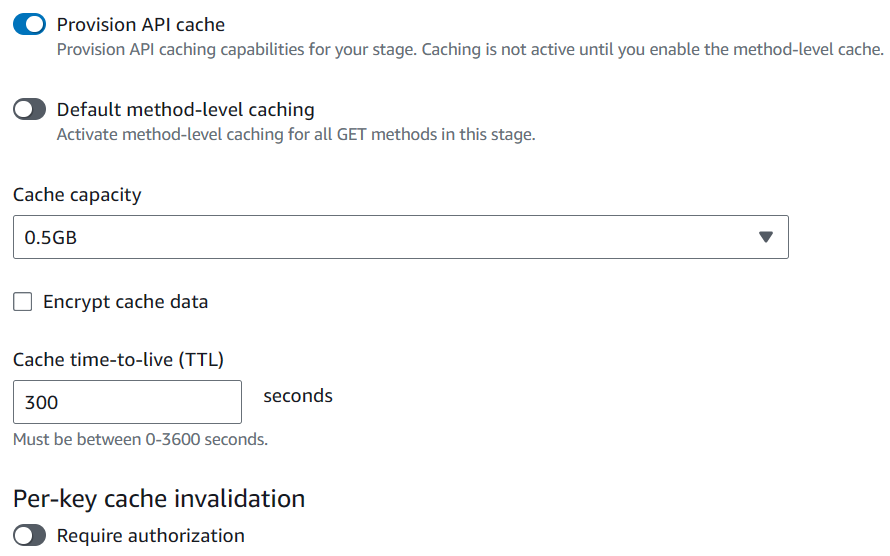 Provision API cache
Provision API caching capabilities for your stage. Caching is not active until you enable the method-level cache.
Default method-level caching
Activate method-level caching for all GET methods in this stage.
Cache capacity
0.5GB
Encrypt cache data
Cache time-to-live (TTL)
300
seconds
Must be between 0-3600 seconds.
Per-key cache invalidation
Require authorization